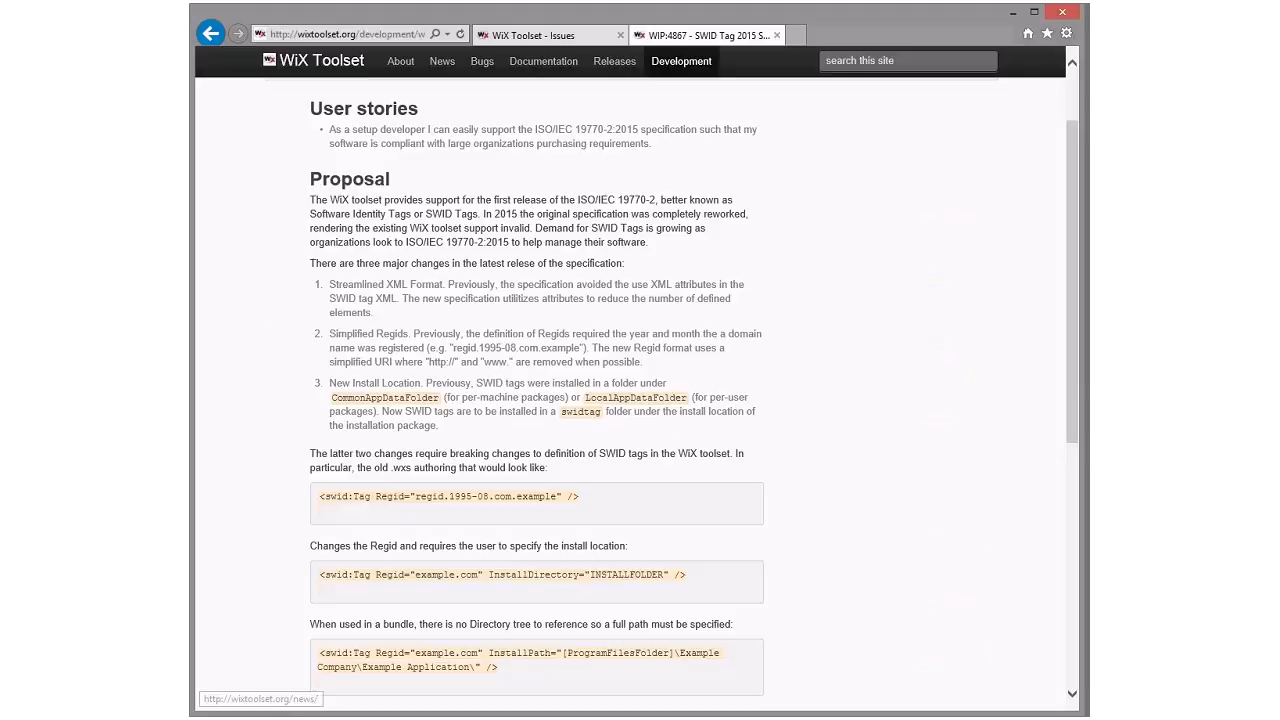 http://wixtoolset.org/development/w
WiX Toolset - Issues
WIP:4867 - SWID Tag 2015 S...
WiX Toolset
About
News
Bugs
Documentation
Releases
Development
search this site
User stories
• As a setup developer I can easily support the ISO/IEC 19770-2:2015 specification such that my
software is compliant with large organizations purchasing requirements.
Proposal
The WiX toolset provides support for the first release of the ISO/IEC 19770-2, better known as
Software Identity Tags or SWID Tags. In 2015 the original specification was completely reworked,
rendering the existing WiX toolset support invalid. Demand for SWID Tags is growing as
organizations look to ISO/IEC 19770-2:2015 to help manage their software.
There are three major changes in the latest relese of the specification:
1. Streamlined XML Format. Previously, the specification avoided the use XML attributes in the
SWID tag XML. The new specification utilitizes attributes to reduce the number of defined
elements.
2. Simplified Regids. Previously, the definition of Regids required the year and month the a domain
name was registered (e.g. "regid.1995-08.com.example"). The new Regid format uses a
simplified URI where "http://" and "www." are removed when possible.
3. New Install Location. Previousy, SWID tags were installed in a folder under
CommonAppDataFolder (for per-machine packages) or LocalAppDataFolder (for per-user
packages). Now SWID tags are to be installed in a swidtag folder under the install location of
the installation package.
The latter two changes require breaking changes to definition of SWID tags in the WiX toolset. In
particular, the old .wxs authoring that would look like:
<swid:Tag Regid="regid.1995-08.com.example" />
Changes the Regid and requires the user to specify the install location:
<swid:Tag Regid="example.com" InstallDirectory="INSTALLFOLDER" />
When used in a bundle, there is no Directory tree to reference so a full path must be specified:
<swid:Tag Regid="example.com" InstallPath="[ProgramFilesFolder]\Example
Company\Example Application\" />
http://wixtoolset.org/news/